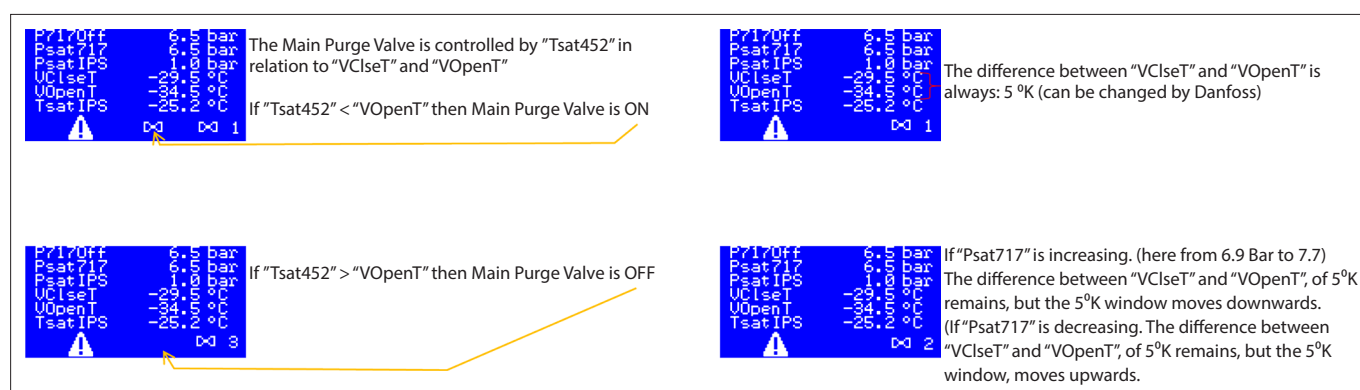 P717Off 6.5 bar
Psat717 6.5 bar
PsatIPS 1.0 bar
VClseT -29.5 °C
VOpenT -34.5 °C
TsatIPS -25.2 °C
1
The Main Purge Valve is controlled by ”Tsat452” in
relation to ”VClseT” and “VOpenT”
If ”Tsat452” < “VOpenT” then Main Purge Valve is ON
P717Off 6.5 bar
Psat717 6.5 bar
PsatIPS 1.0 bar
VClseT -29.5 °C
VOpenT -34.5 °C
TsatIPS -25.2 °C
1
The difference between “VClseT” and “VOpenT” is
always: 5 ⁰K (can be changed by Danfoss)
P717Off 6.5 bar
Psat717 6.5 bar
PsatIPS 1.0 bar
VClseT -29.5 °C
VOpenT -34.5 °C
TsatIPS -25.2 °C
3
If ”Tsat452” > “VOpenT” then Main Purge Valve is OFF
P717Off 6.5 bar
Psat717 6.5 bar
PsatIPS 1.0 bar
VClseT -29.5 °C
VOpenT -34.5 °C
TsatIPS -25.2 °C
2
If “Psat717” is increasing. (here from 6.9 Bar to 7.7)
The difference between “VClseT” and “VOpenT”, of 5⁰K
remains, but the 5⁰K window moves downwards.
(If “Psat717” is decreasing. The difference between
“VClseT” and “VOpenT”, of 5⁰K remains, but the 5⁰K
window, moves upwards.